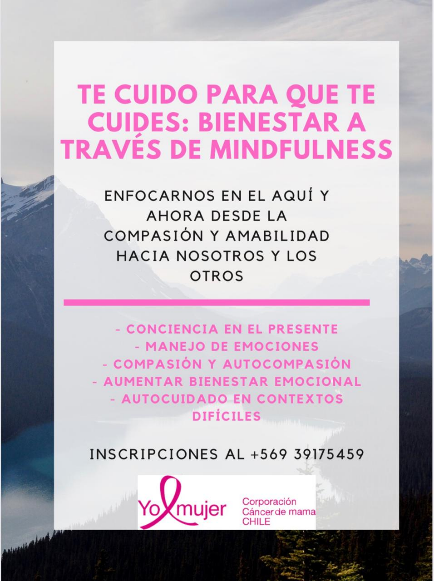 TE CUIDO PARA QUE TE
CUIDES: BIENESTAR A
TRAVÉS DE MINDFULNESS
ENFOCARNOS EN EL AQUÍ Y
AHORA DESDE LA
COMPASIÓN Y AMABILIDAD
HACIA NOSOTROS Y LOS
OTROS
- CONCIENCIA EN EL PRESENTE
- MANEJO DE EMOCIONES
- COMPASIÓN Y AUTOCOMPASIÓN
- AUMENTAR BIENESTAR EMOCIONAL
- AUTOCUIDADO EN CONTEXTOS
DIFÍCILES
INSCRIPCIONES AL +569 39175459
Yo mujer
Corporación
Cáncer de mama
CHILE